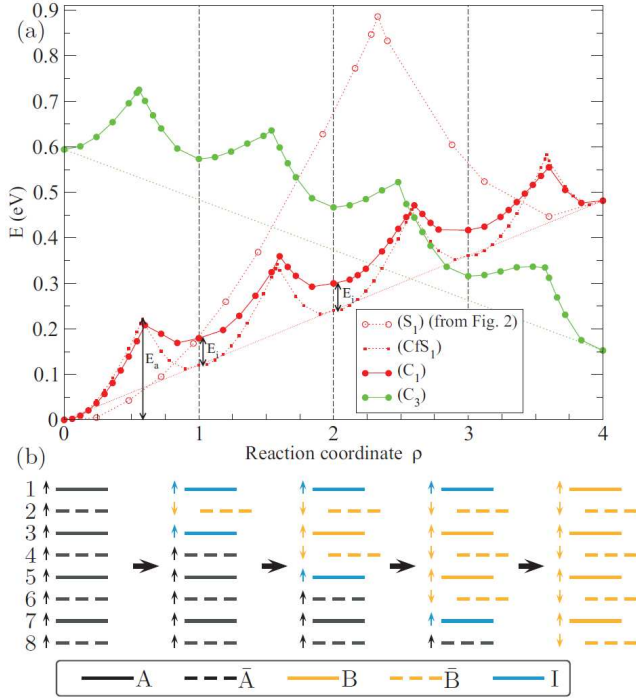 (a)
0.9
0.8
0.7
0.6
0.5
0.4
0.3
0.2
0.1
0
E (eV)
E_a
E_i
E_i
(S_1) (from Fig. 2)
(CfS_1)
(C_1)
(C_3)
0 1 2 3 4
Reaction coordinate ρ
(b)
1
2
3
4
5
6
7
8
A Ā B B̄ I